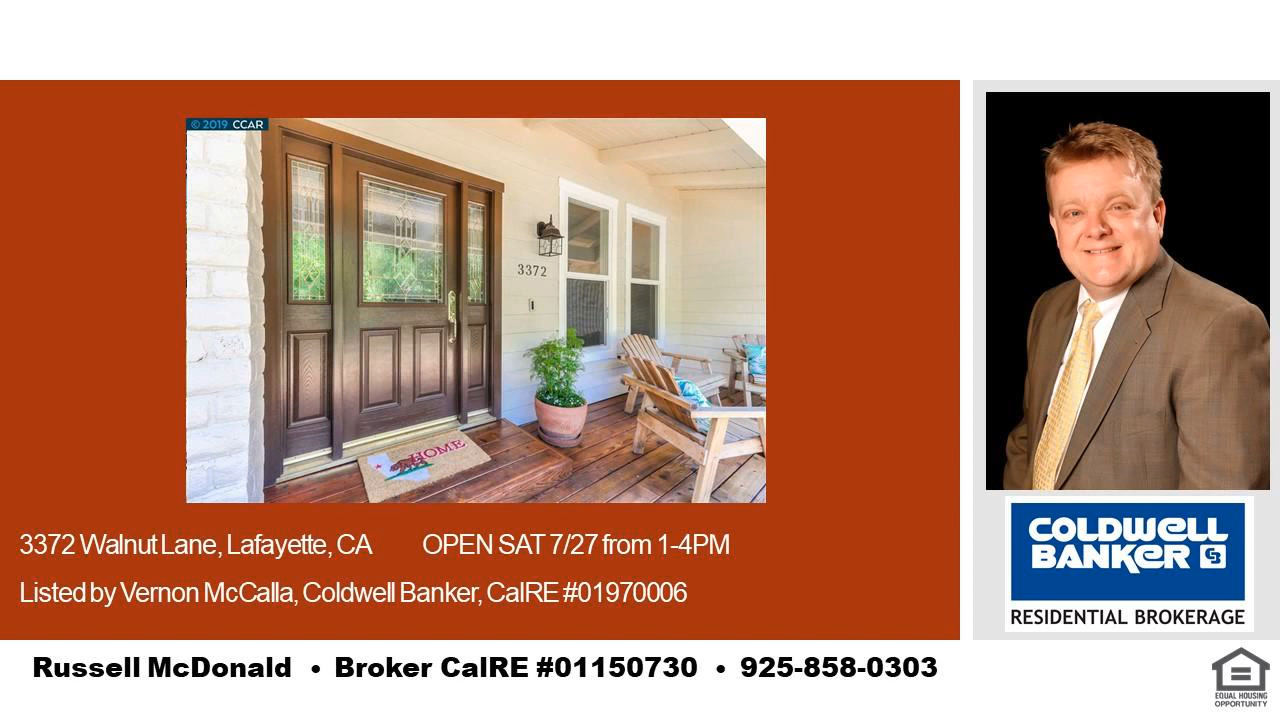 © 2019 CCAR
3372
HOME
3372 Walnut Lane, Lafayette, CA OPEN SAT 7/27 from 1-4PM
Listed by Vernon McCalla, Coldwell Banker, CalRE #01970006
COLDWELL
BANKER CB
RESIDENTIAL BROKERAGE
Russell McDonald • Broker CalRE #01150730 • 925-858-0303
EQUAL HOUSING
OPPORTUNITY